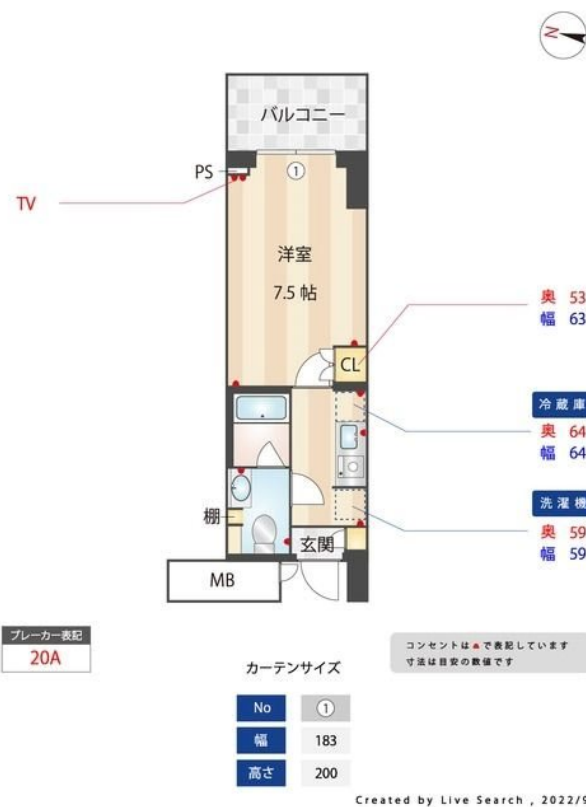 N
バルコニー
PS
①
TV
洋室
7.5 帖
奥 53
幅 63
CL
冷蔵庫
奥 64
幅 64
洗濯機
棚
奥 59
幅 59
玄関
MB
ブレーカー表記
20A
コンセントは で表記しています
寸法は目安の数値です
カーテンサイズ
No ①
幅 183
高さ 200
Created by Live Search , 2022/9